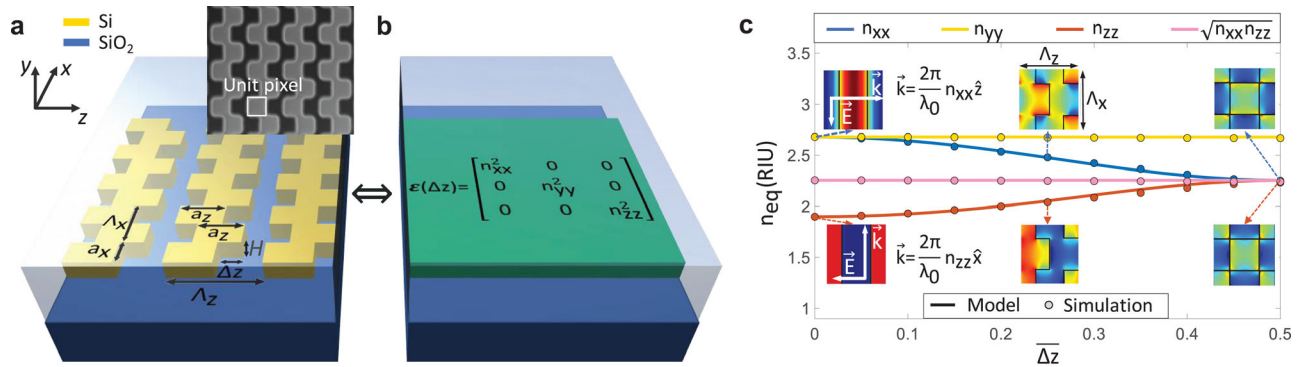 a
Si
SiO₂
y
x
z
Unit pixel
Λx
ax
az
az
H
Δz
Λz
b
ε(Δz)=
n²xx 0 0
0 n²yy 0
0 0 n²zz
c
nxx nyy nzz √nxxnzz
neq(RIU)
3.5
3
2.5
2
1.5
1
k
E
k=2π/λ0 nxxẑ
Λz
Λx
E
k
k=2π/λ0 nzzx̂
Model Simulation
0 0.1 0.2 0.3 0.4 0.5
Δz